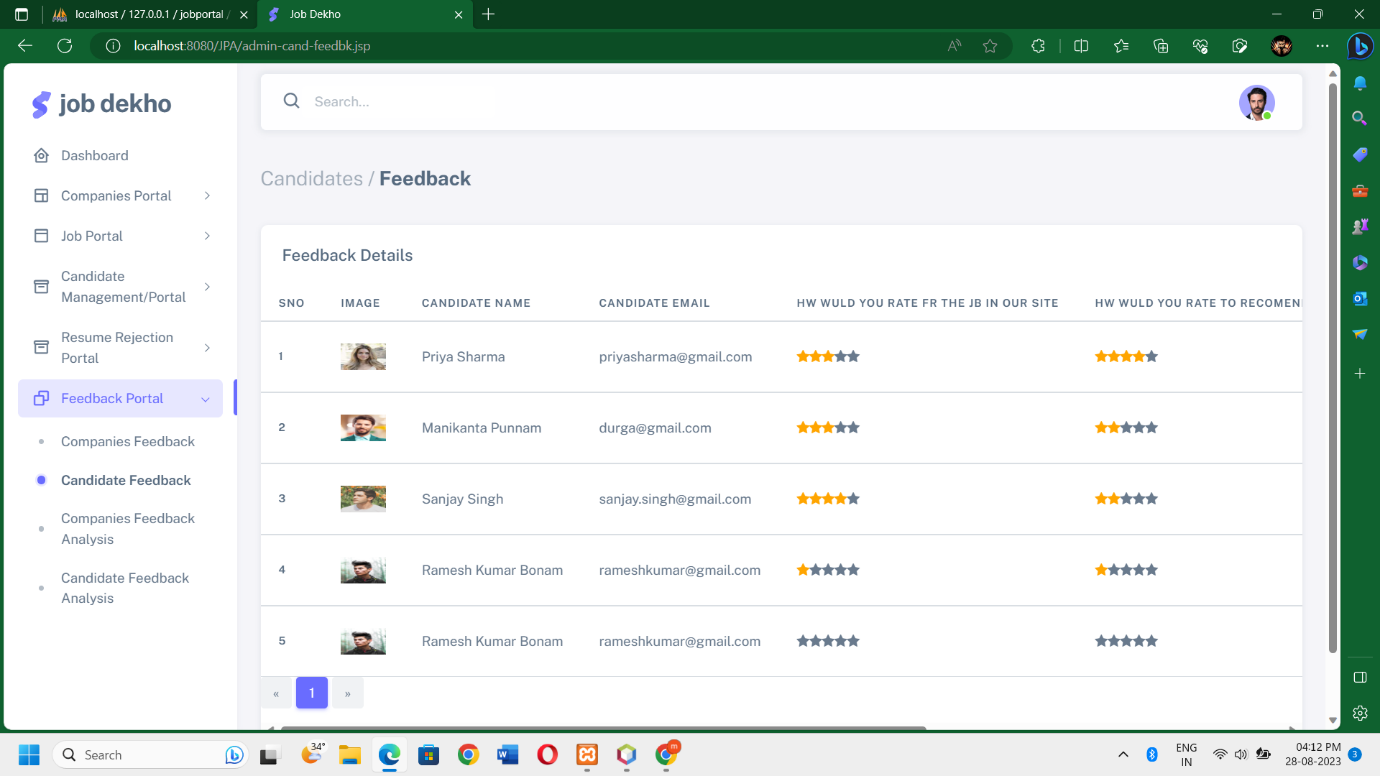 localhost / 127.0.0.1 / jobportal /
Job Dekho
localhost:8080/JPA/admin-cand-feedbk.jsp
job dekho
Search...
Dashboard
Companies Portal
Job Portal
Candidate
Management/Portal
Resume Rejection
Portal
Feedback Portal
Companies Feedback
Candidate Feedback
Companies Feedback
Analysis
Candidate Feedback
Analysis
Candidates / Feedback
Feedback Details
SNO IMAGE CANDIDATE NAME CANDIDATE EMAIL HW WULD YOU RATE FR THE JB IN OUR SITE HW WULD YOU RATE TO RECOMEN
1 Priya Sharma priyasharma@gmail.com
2 Manikanta Punnam durga@gmail.com
3 Sanjay Singh sanjay.singh@gmail.com
4 Ramesh Kumar Bonam rameshkumar@gmail.com
5 Ramesh Kumar Bonam rameshkumar@gmail.com
« 1 »
Search
34°
m
ENG
IN
04:12 PM
28-08-2023
3